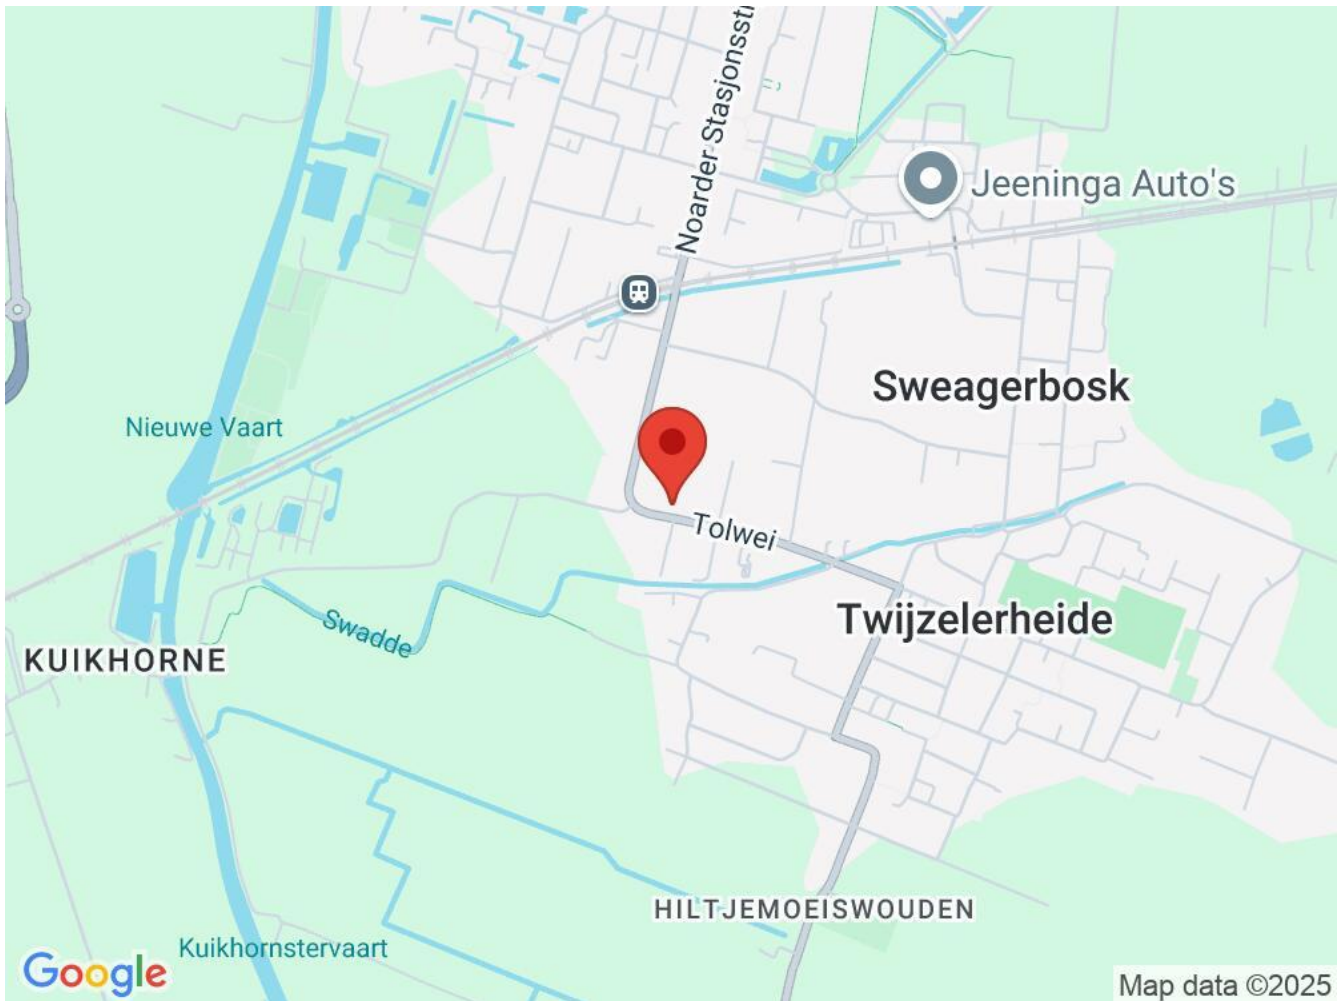 Noarder Stasjonsstr
Jeeninga Auto's
Sweagerbosk
Nieuwe Vaart
Tolwei
Twijzelerheide
Swadde
KUIKHORNE
HILTJEMOEISWOUDEN
Kuikhornstervaart
Google
Map data ©2025